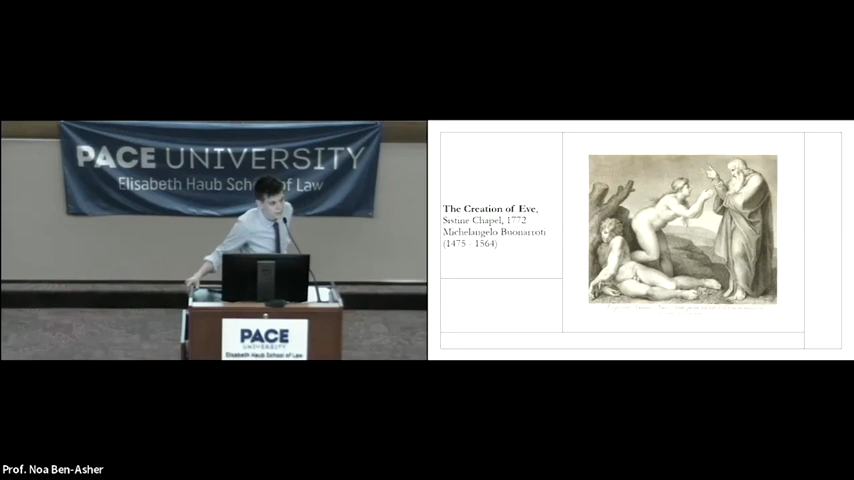 PACE UNIVERSITY
Elisabeth Haub School of Law
PACE
UNIVERSITY
Elisabeth Haub School of Law
The Creation of Eve,
Sistine Chapel, 1772
Michelangelo Buonarroti
(1475 - 1564)
Prof. Noa Ben-Asher